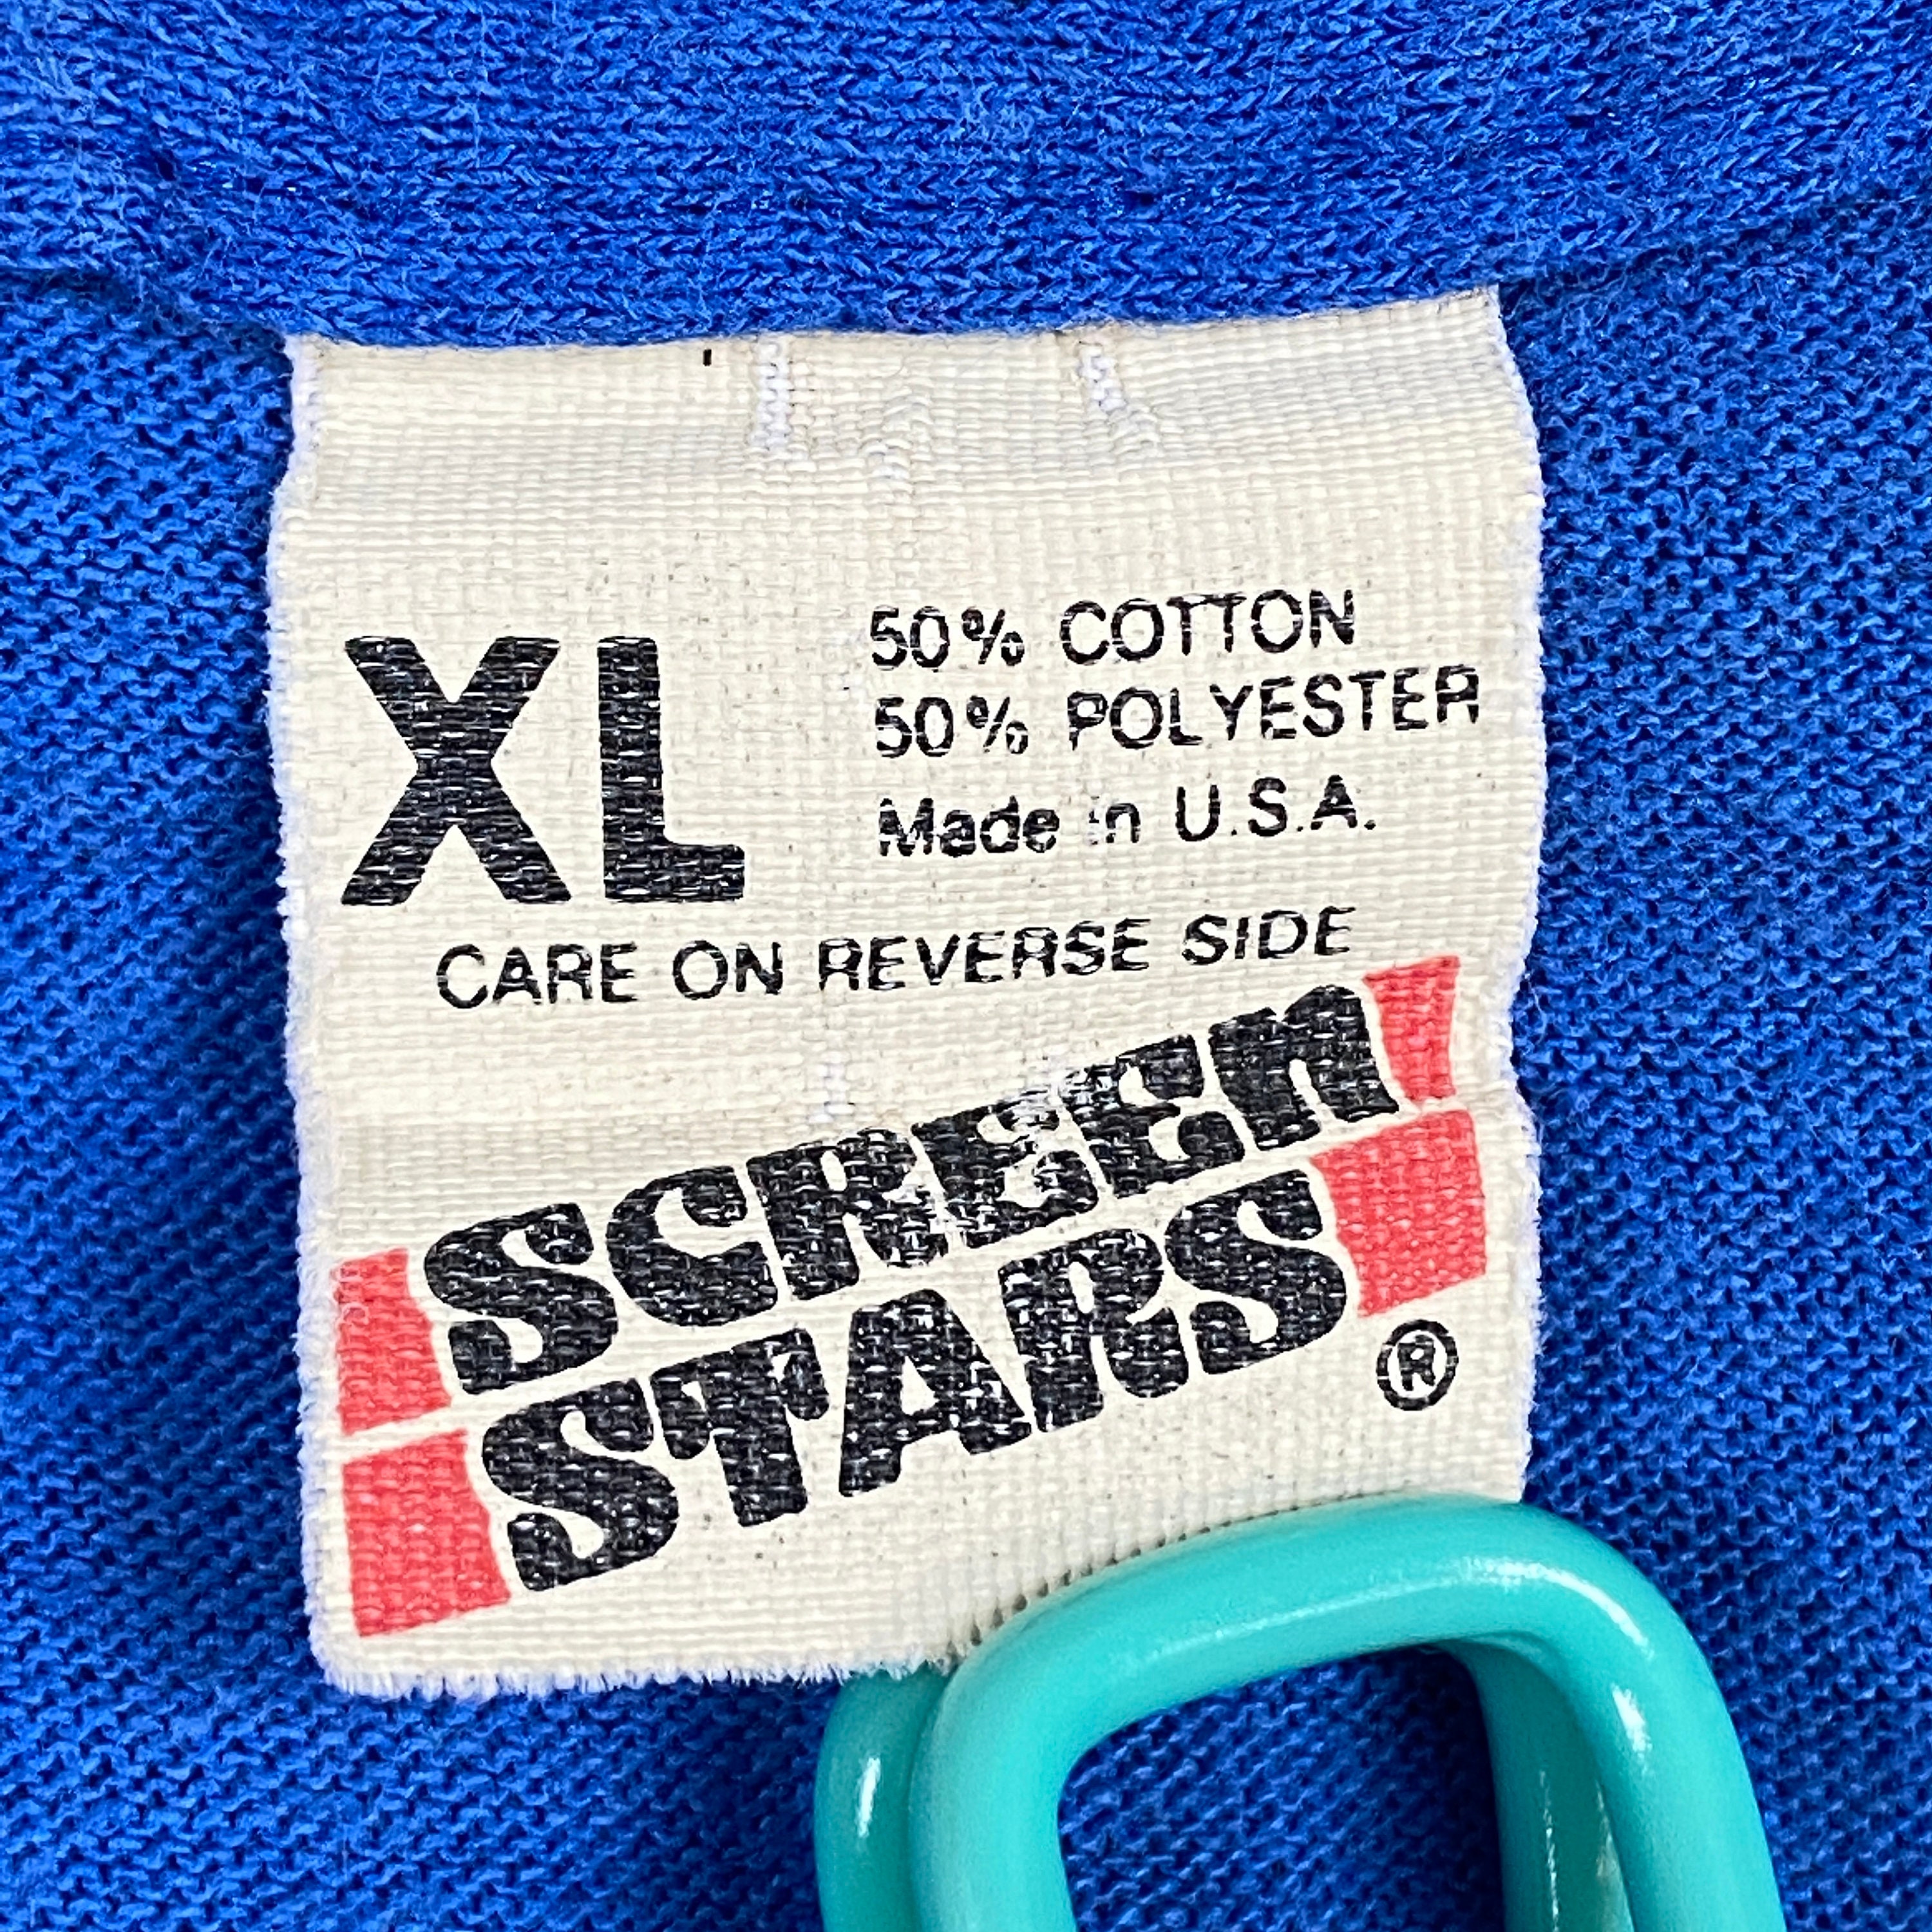 XL
50% COTTON
50% POLYESTER
Made in U.S.A.
CARE ON REVERSE SIDE
SCREEN
STARS
®